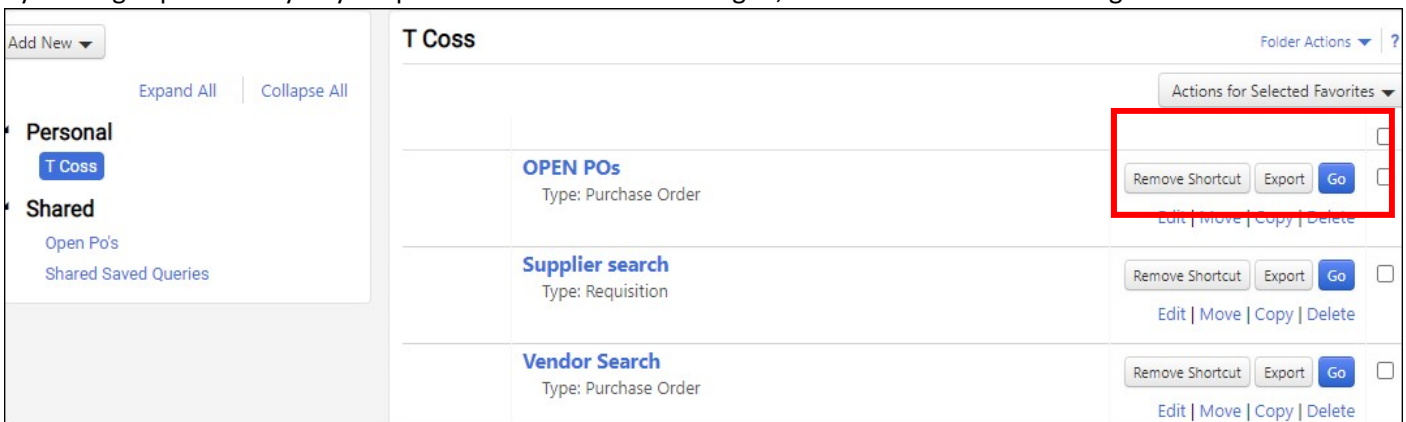 Add New
Expand All | Collapse All
Personal
T Coss
Shared
Open Po's
Shared Saved Queries
T Coss
Folder Actions ?
Actions for Selected Favorites
OPEN POs
Type: Purchase Order
Remove Shortcut Export Go
Edit | Move | Copy | Delete
Supplier search
Type: Requisition
Remove Shortcut Export Go
Edit | Move | Copy | Delete
Vendor Search
Type: Purchase Order
Remove Shortcut Export Go
Edit | Move | Copy | Delete